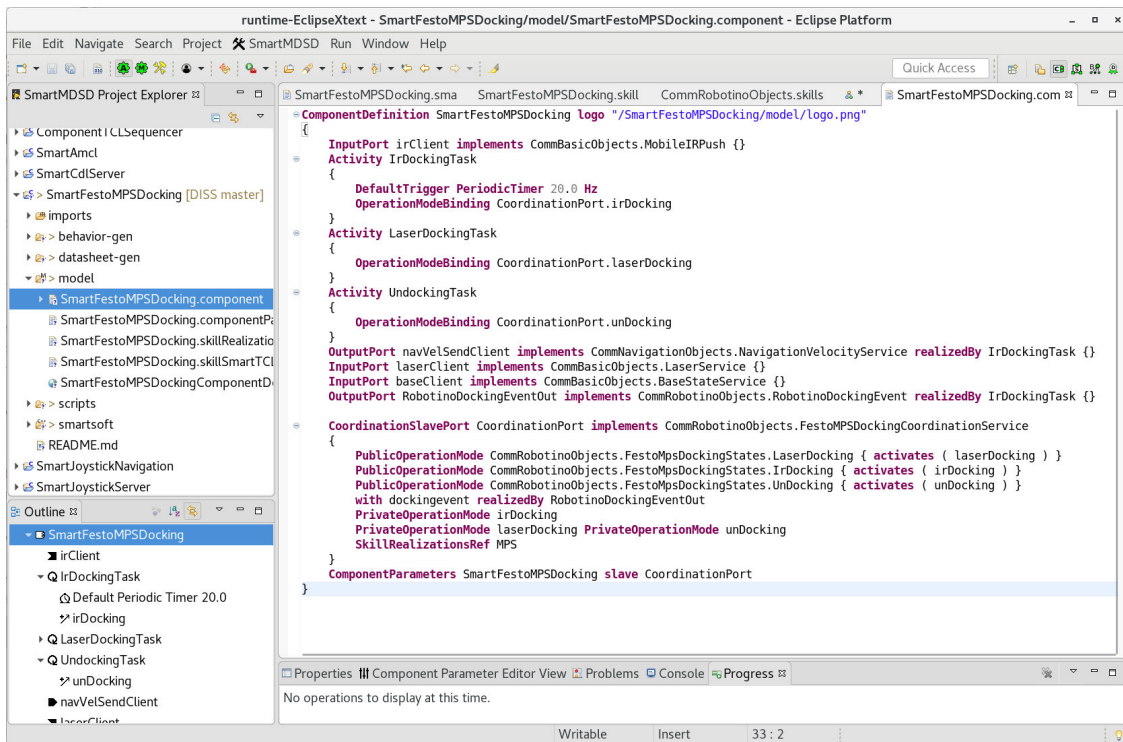 runtime-EclipseXtext - SmartFestoMPSDocking/model/SmartFestoMPSDocking.component - Eclipse Platform
File Edit Navigate Search Project SmartMDSD Run Window Help
Quick Access
SmartMDSD Project Explorer
ComponentTCLSequencer
SmartAmcl
SmartCdlServer
> SmartFestoMPSDocking [DISS master]
imports
> behavior-gen
> datasheet-gen
> model
SmartFestoMPSDocking.component
SmartFestoMPSDocking.componentPa
SmartFestoMPSDocking.skillRealizatio
SmartFestoMPSDocking.skillSmartTCL
SmartFestoMPSDockingComponentD
> scripts
> smartsoft
README.md
SmartJoystickNavigation
SmartJoystickServer
Outline
SmartFestoMPSDocking
irClient
IrDockingTask
Default Periodic Timer 20.0
irDocking
LaserDockingTask
UndockingTask
unDocking
navVelSendClient
laserClient
SmartFestoMPSDocking.sma SmartFestoMPSDocking.skill CommRobotinoObjects.skills * SmartFestoMPSDocking.com
ComponentDefinition SmartFestoMPSDocking logo "/SmartFestoMPSDocking/model/logo.png"
{
InputPort irClient implements CommBasicObjects.MobileIRPush {}
Activity IrDockingTask
{
DefaultTrigger PeriodicTimer 20.0 Hz
OperationModeBinding CoordinationPort.irDocking
}
Activity LaserDockingTask
{
OperationModeBinding CoordinationPort.laserDocking
}
Activity UndockingTask
{
OperationModeBinding CoordinationPort.unDocking
}
OutputPort navVelSendClient implements CommNavigationObjects.NavigationVelocityService realizedBy IrDockingTask {}
InputPort laserClient implements CommBasicObjects.LaserService {}
InputPort baseClient implements CommBasicObjects.BaseStateService {}
OutputPort RobotinoDockingEventOut implements CommRobotinoObjects.RobotinoDockingEvent realizedBy IrDockingTask {}
CoordinationSlavePort CoordinationPort implements CommRobotinoObjects.FestoMPSDockingCoordinationService
{
PublicOperationMode CommRobotinoObjects.FestoMpsDockingStates.LaserDocking { activates ( laserDocking ) }
PublicOperationMode CommRobotinoObjects.FestoMpsDockingStates.IrDocking { activates ( irDocking ) }
PublicOperationMode CommRobotinoObjects.FestoMpsDockingStates.UnDocking { activates ( unDocking ) }
with dockingevent realizedBy RobotinoDockingEventOut
PrivateOperationMode irDocking
PrivateOperationMode laserDocking PrivateOperationMode unDocking
SkillRealizationsRef MPS
}
ComponentParameters SmartFestoMPSDocking slave CoordinationPort
}
Properties Component Parameter Editor View Problems Console Progress
No operations to display at this time.
Writable Insert 33 : 2